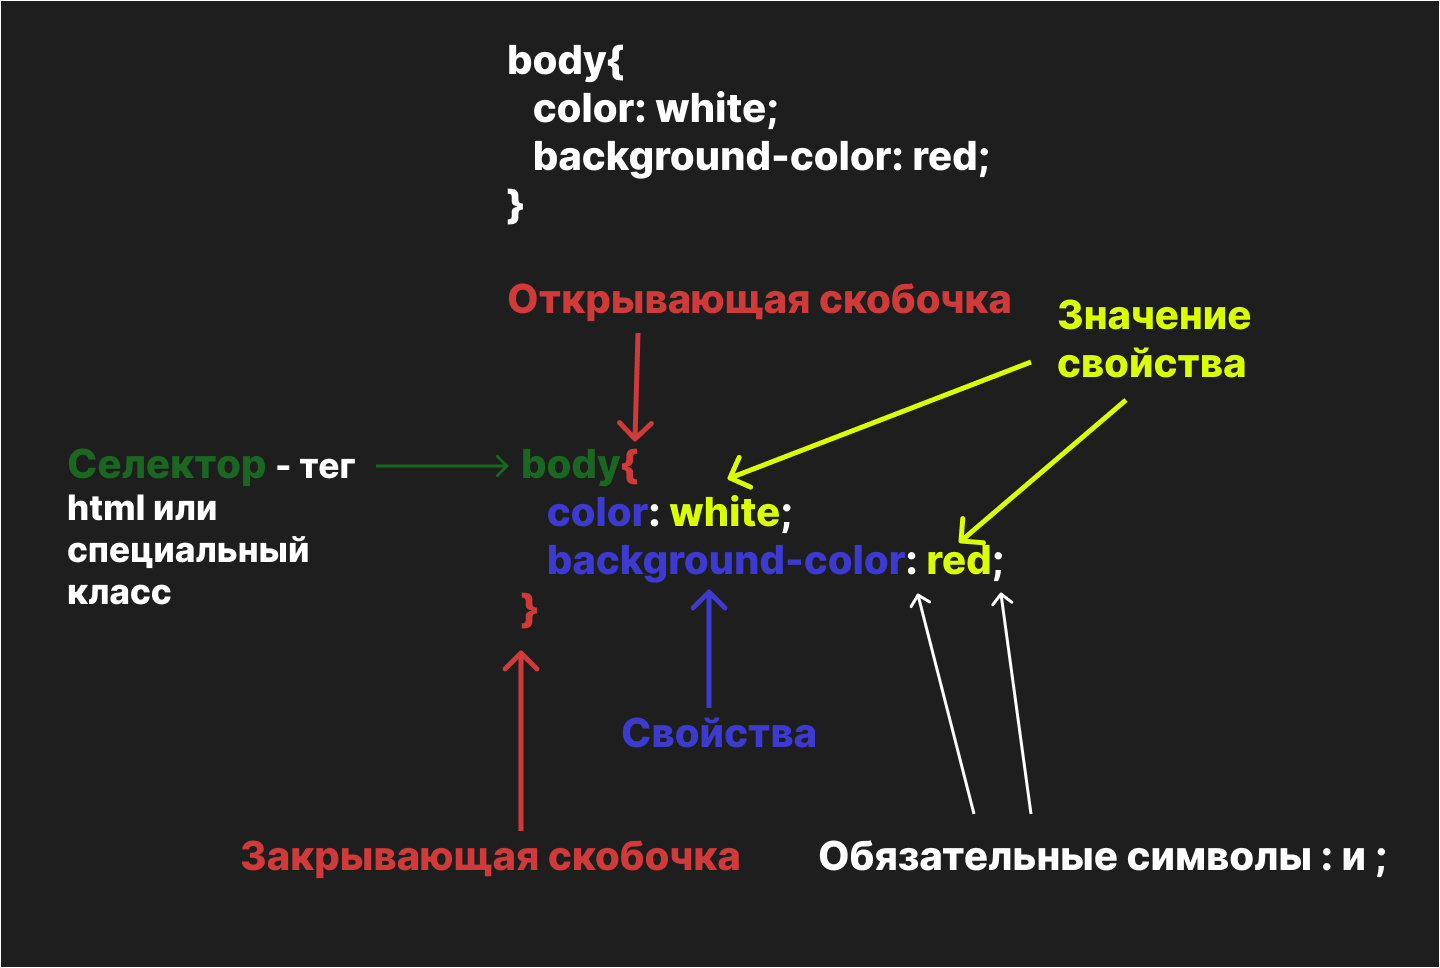 body{
color: white;
background-color: red;
}
Открывающая скобочка
Значение
свойства
Селектор - тег
html или
специальный
класс
body{
color: white;
background-color: red;
}
Свойства
Закрывающая скобочка
Обязательные символы : и ;